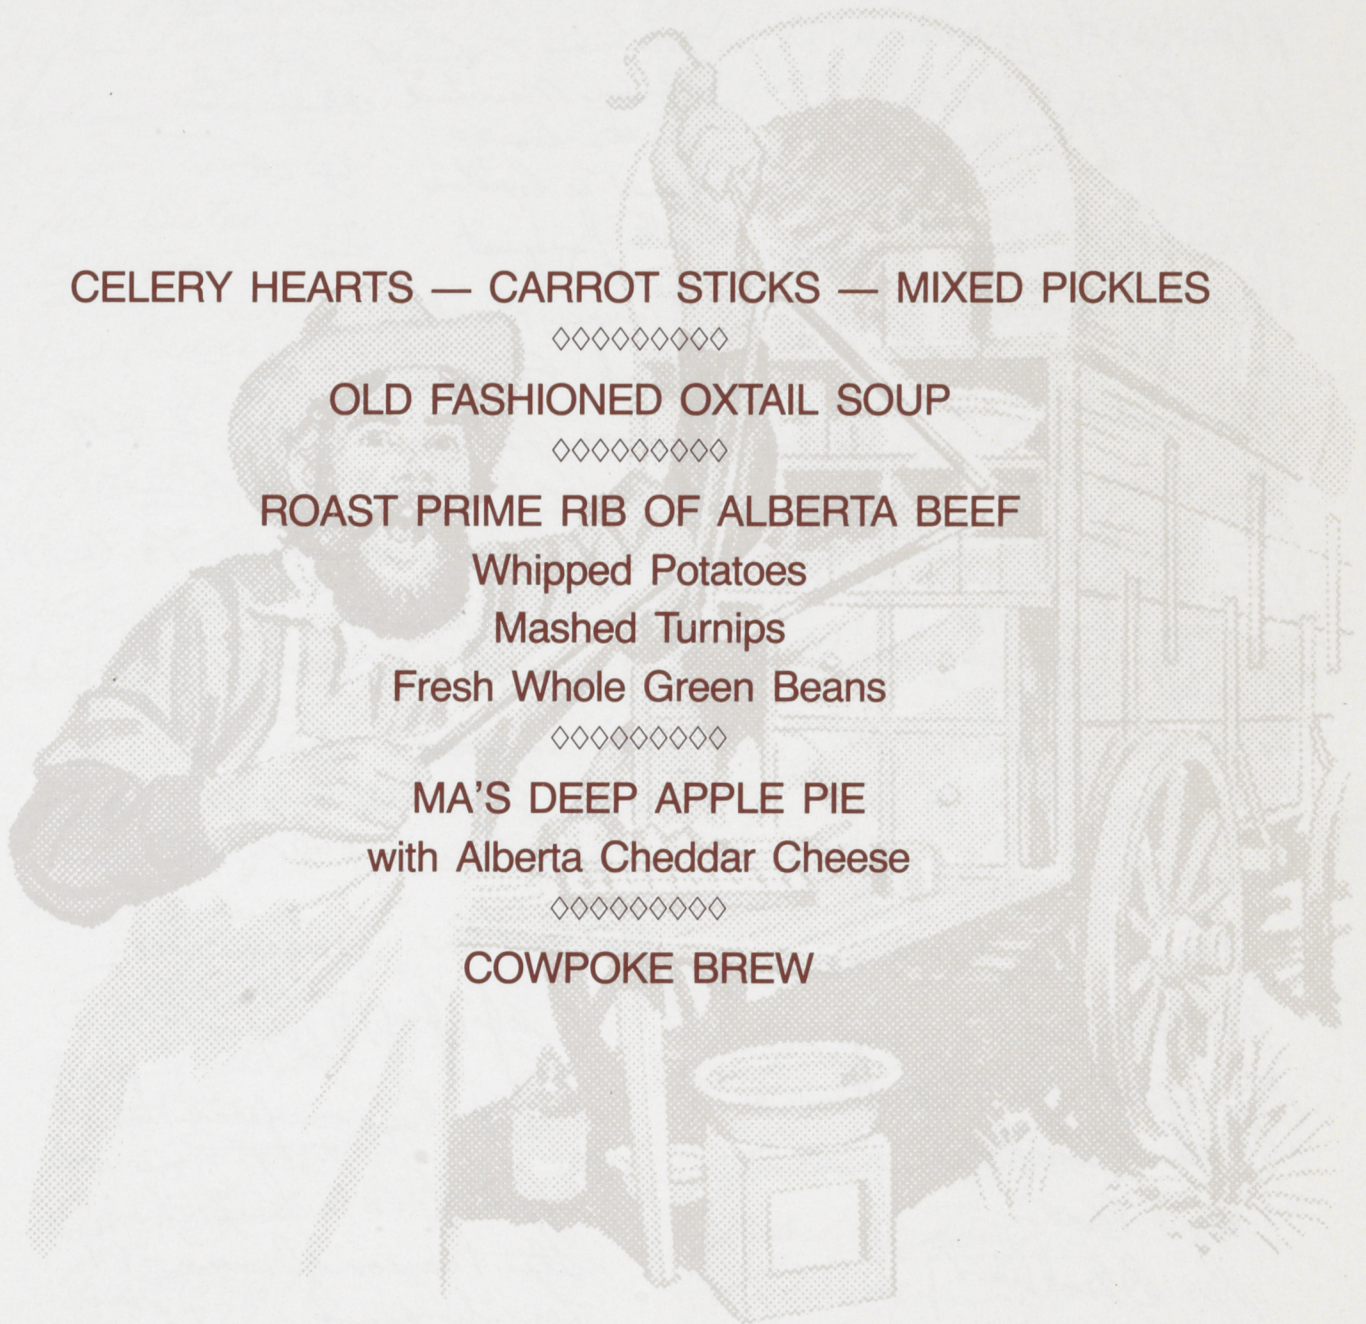 CELERY HEARTS — CARROT STICKS — MIXED PICKLES
◊◊◊◊◊◊◊◊◊
OLD FASHIONED OXTAIL SOUP
◊◊◊◊◊◊◊◊◊
ROAST PRIME RIB OF ALBERTA BEEF
Whipped Potatoes
Mashed Turnips
Fresh Whole Green Beans
◊◊◊◊◊◊◊◊◊
MA'S DEEP APPLE PIE
with Alberta Cheddar Cheese
◊◊◊◊◊◊◊◊◊
COWPOKE BREW